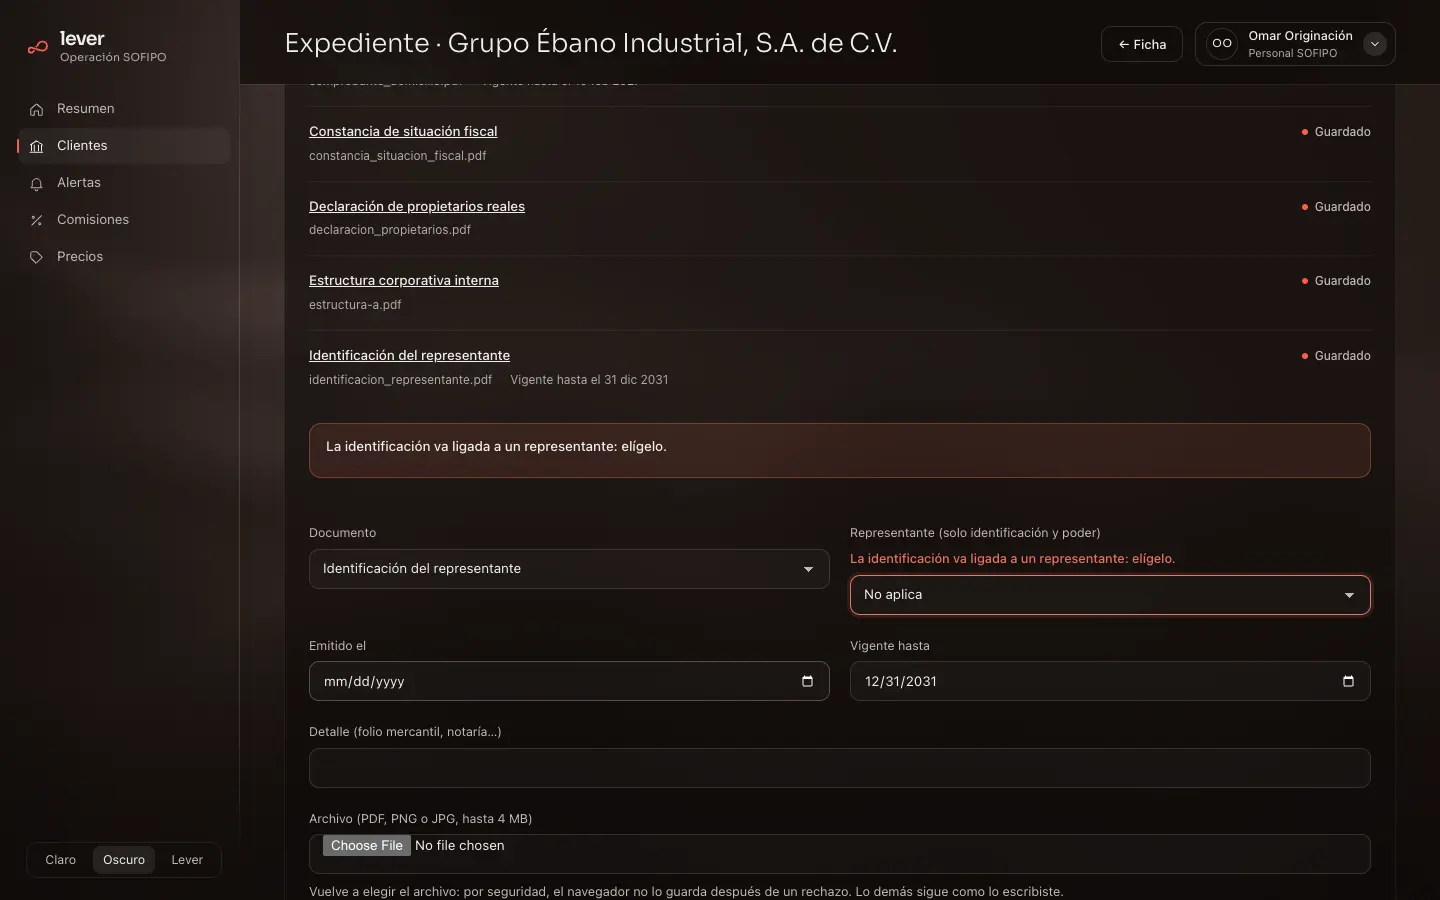 lever
Operación SOFIPO
Resumen
Clientes
Alertas
Comisiones
Precios
Claro
Oscuro
Lever
Expediente · Grupo Ébano Industrial, S.A. de C.V.
← Ficha
OO
Omar Originación
Personal SOFIPO
Constancia de situación fiscal
Guardado
constancia_situacion_fiscal.pdf
Declaración de propietarios reales
Guardado
declaracion_propietarios.pdf
Estructura corporativa interna
Guardado
estructura-a.pdf
Identificación del representante
Guardado
identificacion_representante.pdf Vigente hasta el 31 dic 2031
La identificación va ligada a un representante: elígelo.
Documento
Identificación del representante
Representante (solo identificación y poder)
La identificación va ligada a un representante: elígelo.
No aplica
Emitido el
mm/dd/yyyy
Vigente hasta
12/31/2031
Detalle (folio mercantil, notaría...)
Archivo (PDF, PNG o JPG, hasta 4 MB)
Choose File No file chosen
Vuelve a elegir el archivo: por seguridad, el navegador no lo guarda después de un rechazo. Lo demás sigue como lo escribiste.